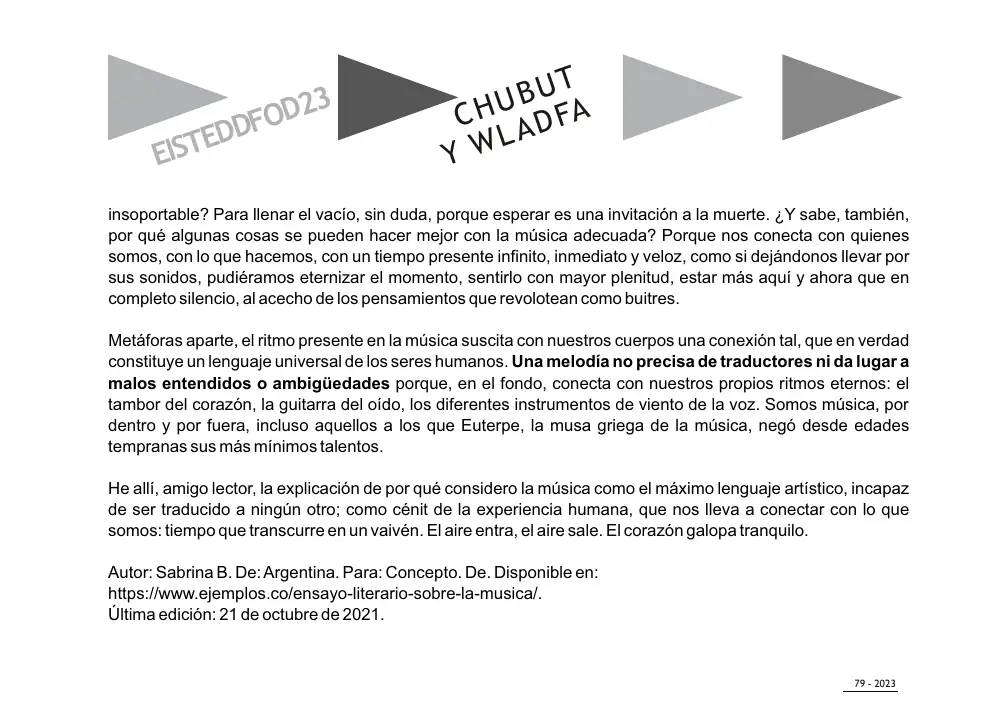 EISTEDDFOD23
CHUBUT
Y WLADFA
insoportable? Para llenar el vacío, sin duda, porque esperar es una invitación a la muerte. ¿Y sabe, también,
por qué algunas cosas se pueden hacer mejor con la música adecuada? Porque nos conecta con quienes
somos, con lo que hacemos, con un tiempo presente infinito, inmediato y veloz, como si dejándonos llevar por
sus sonidos, pudiéramos eternizar el momento, sentirlo con mayor plenitud, estar más aquí y ahora que en
completo silencio, al acecho de los pensamientos que revolotean como buitres.
Metáforas aparte, el ritmo presente en la música suscita con nuestros cuerpos una conexión tal, que en verdad
constituye un lenguaje universal de los seres humanos. Una melodía no precisa de traductores ni da lugar a
malos entendidos o ambigüedades porque, en el fondo, conecta con nuestros propios ritmos eternos: el
tambor del corazón, la guitarra del oído, los diferentes instrumentos de viento de la voz. Somos música, por
dentro y por fuera, incluso aquellos a los que Euterpe, la musa griega de la música, negó desde edades
tempranas sus más mínimos talentos.
He allí, amigo lector, la explicación de por qué considero la música como el máximo lenguaje artístico, incapaz
de ser traducido a ningún otro; como cénit de la experiencia humana, que nos lleva a conectar con lo que
somos: tiempo que transcurre en un vaivén. El aire entra, el aire sale. El corazón galopa tranquilo.
Autor: Sabrina B. De: Argentina. Para: Concepto. De. Disponible en:
https://www.ejemplos.co/ensayo-literario-sobre-la-musica/.
Última edición: 21 de octubre de 2021.
79 - 2023